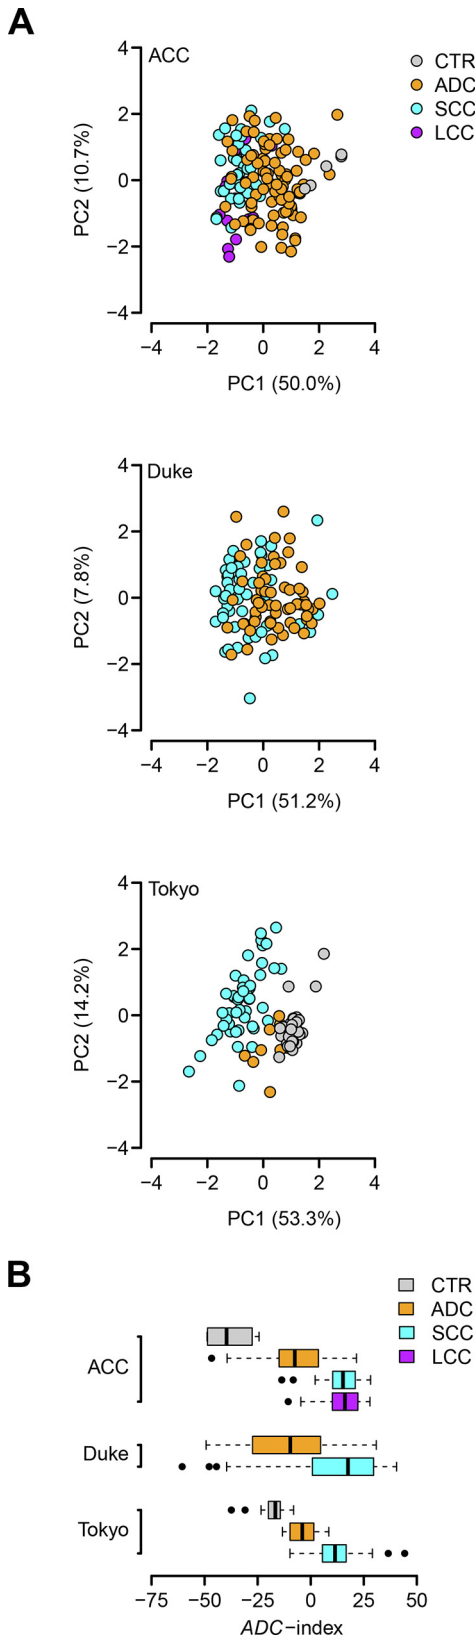 A
ACC
CTR
ADC
SCC
LCC
4
2
0
−2
−4
PC2 (10.7%)
−4 −2 0 2 4
PC1 (50.0%)
Duke
4
2
0
−2
−4
PC2 (7.8%)
−4 −2 0 2 4
PC1 (51.2%)
Tokyo
4
2
0
−2
−4
PC2 (14.2%)
−4 −2 0 2 4
PC1 (53.3%)
B
CTR
ADC
SCC
LCC
ACC
Duke
Tokyo
−75 −50 −25 0 25 50
ADC−index